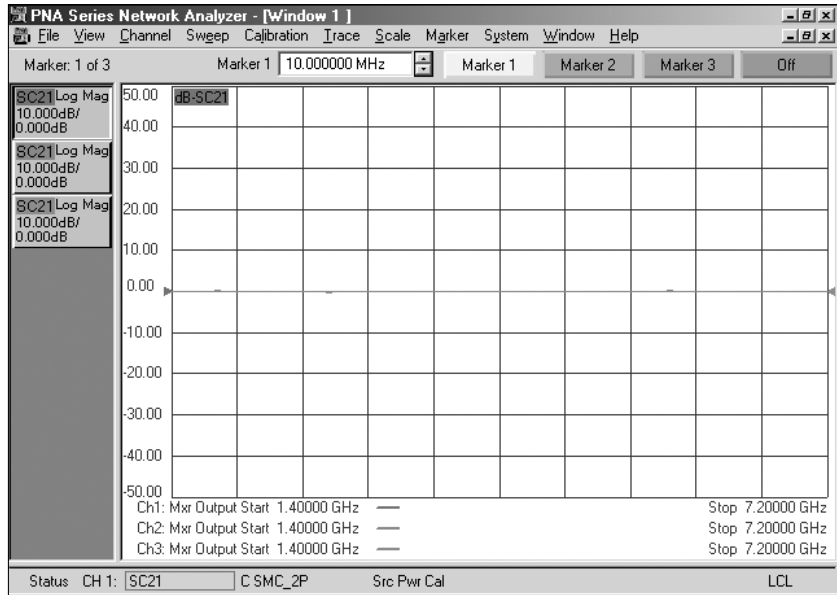 PNA Series Network Analyzer - [Window 1 ]
File View Channel Sweep Calibration Trace Scale Marker System Window Help
Marker: 1 of 3 Marker 1 10.000000 MHz Marker 1 Marker 2 Marker 3 Off
SC21 Log Mag
10.000dB/
0.000dB
SC21 Log Mag
10.000dB/
0.000dB
SC21 Log Mag
10.000dB/
0.000dB
50.00 dB-SC21
40.00
30.00
20.00
10.00
0.00
-10.00
-20.00
-30.00
-40.00
-50.00
Ch1: Mxr Output Start 1.40000 GHz Stop 7.20000 GHz
Ch2: Mxr Output Start 1.40000 GHz Stop 7.20000 GHz
Ch3: Mxr Output Start 1.40000 GHz Stop 7.20000 GHz
Status CH 1: SC21 C SMC_2P Src Pwr Cal LCL